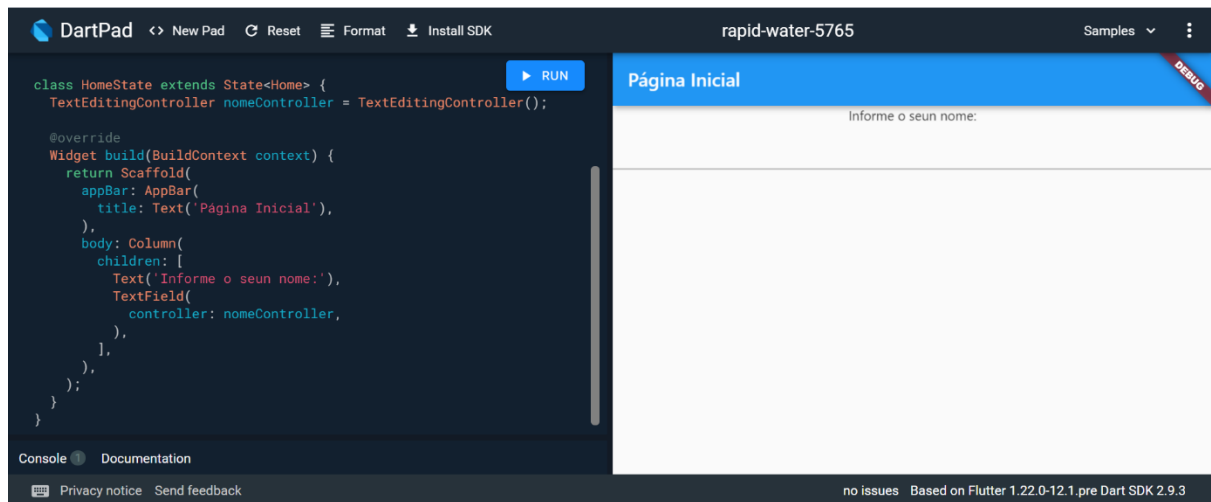 DartPad <> New Pad Reset Format Install SDK rapid-water-5765 Samples
RUN
class HomeState extends State<Home> {
TextEditingController nomeController = TextEditingController();
@override
Widget build(BuildContext context) {
return Scaffold(
appBar: AppBar(
title: Text('Página Inicial'),
),
body: Column(
children: [
Text('Informe o seun nome:'),
TextField(
controller: nomeController,
),
],
),
);
}
}
Console 1 Documentation
Página Inicial
DEBUG
Informe o seun nome:
Privacy notice Send feedback no issues Based on Flutter 1.22.0-12.1.pre Dart SDK 2.9.3